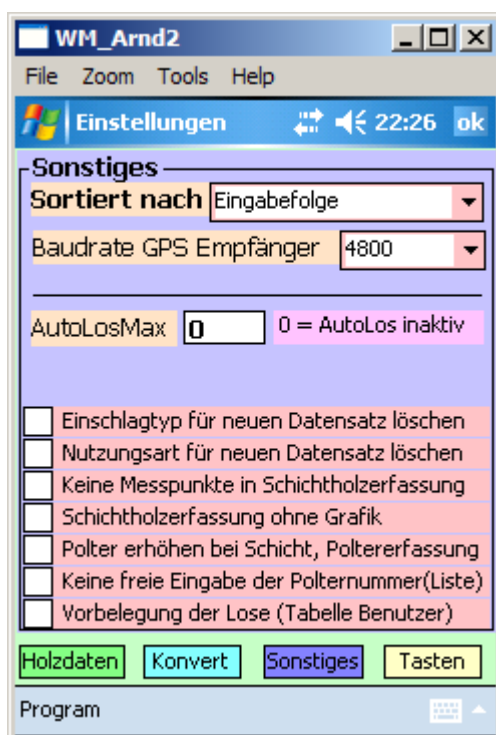 WM_Arnd2
File Zoom Tools Help
Einstellungen 22:26 ok
Sonstiges
Sortiert nach Eingabefolge
Baudrate GPS Empfänger 4800
AutoLosMax 0 0 = AutoLos inaktiv
Einschlagtyp für neuen Datensatz löschen
Nutzungsart für neuen Datensatz löschen
Keine Messpunkte in Schichtholzerfassung
Schichtholzerfassung ohne Grafik
Polter erhöhen bei Schicht, Poltererfassung
Keine freie Eingabe der Polternummer(Liste)
Vorbelegung der Lose (Tabelle Benutzer)
Holzdaten Konvert Sonstiges Tasten
Program